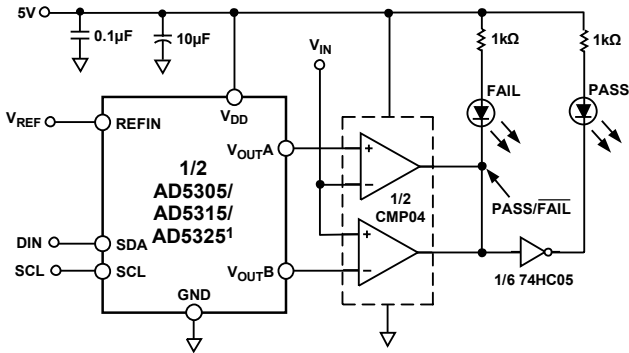 5V
0.1µF
10µF
VIN
1kΩ
1kΩ
FAIL
PASS
VREF
REFIN
VDD
VOUTA
1/2
AD5305/
AD5315/
AD5325¹
+
−
1/2
CMP04
PASS/FAIL
DIN
SDA
+
−
SCL
SCL
VOUTB
GND
1/6 74HC05